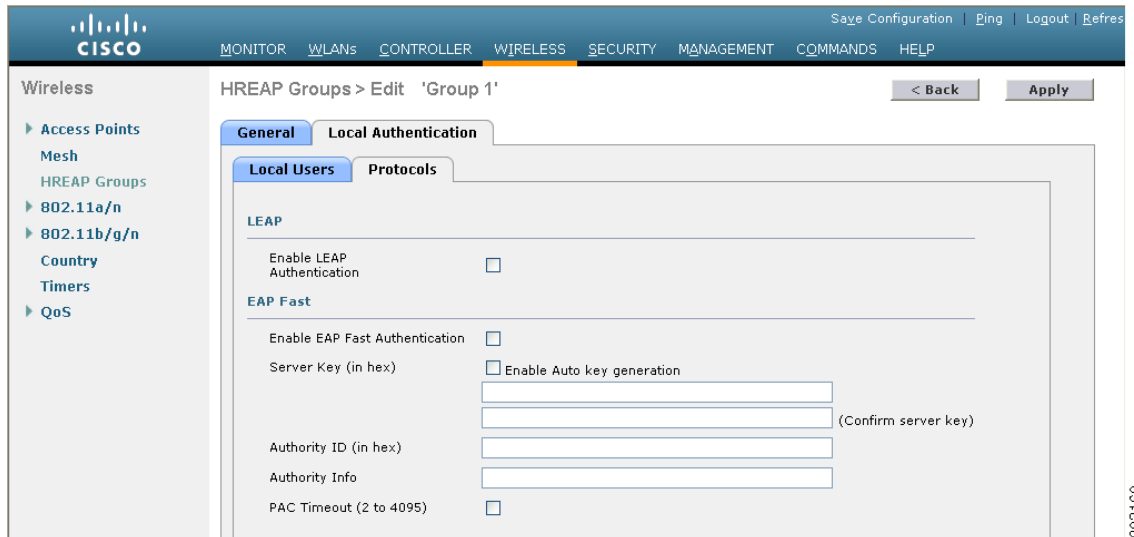 Save Configuration | Ping | Logout | Refres
CISCO
MONITOR WLANs CONTROLLER WIRELESS SECURITY MANAGEMENT COMMANDS HELP
Wireless
Access Points
Mesh
HREAP Groups
802.11a/n
802.11b/g/n
Country
Timers
QoS
HREAP Groups > Edit 'Group 1'
< Back
Apply
General
Local Authentication
Local Users
Protocols
LEAP
Enable LEAP
Authentication
EAP Fast
Enable EAP Fast Authentication
Server Key (in hex)
Enable Auto key generation
(Confirm server key)
Authority ID (in hex)
Authority Info
PAC Timeout (2 to 4095)